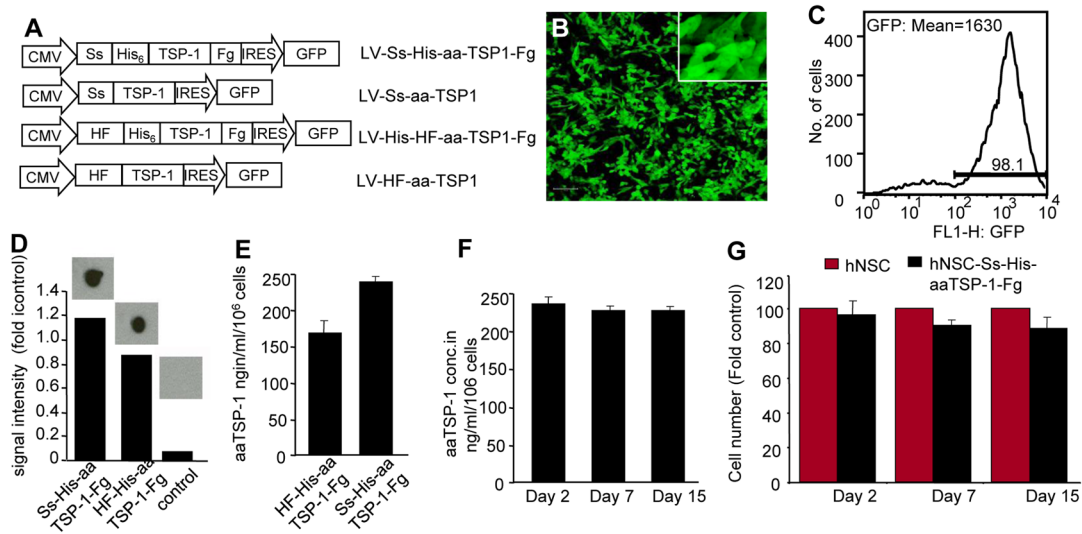 A
CMV Ss His6 TSP-1 Fg IRES GFP LV-Ss-His-aa-TSP1-Fg
CMV Ss TSP-1 IRES GFP LV-Ss-aa-TSP1
CMV HF His6 TSP-1 Fg IRES GFP LV-His-HF-aa-TSP1-Fg
CMV HF TSP-1 IRES GFP LV-HF-aa-TSP1
B
C
GFP: Mean=1630
No. of cells
400
300
200
100
0
98.1
10^0 10^1 10^2 10^3 10^4
FL1-H: GFP
D
signal intensity (fold icontrol)
1.4
1.2
1.0
0.8
0.6
0.4
0.2
0
Ss-His-aa
TSP-1-Fg
HF-His-aa
TSP-1-Fg
control
E
aaTSP-1 ngin/ml/10^6 cells
250
200
150
100
50
0
HF-His-aa
TSP-1-Fg
Ss-His-aa
TSP-1-Fg
F
aaTSP-1 conc.in
ng/ml/106 cells
250
200
150
100
50
0
Day 2 Day 7 Day 15
G
hNSC hNSC-Ss-His-
aaTSP-1-Fg
Cell number (Fold control)
120
100
80
60
40
20
0
Day 2 Day 7 Day 15